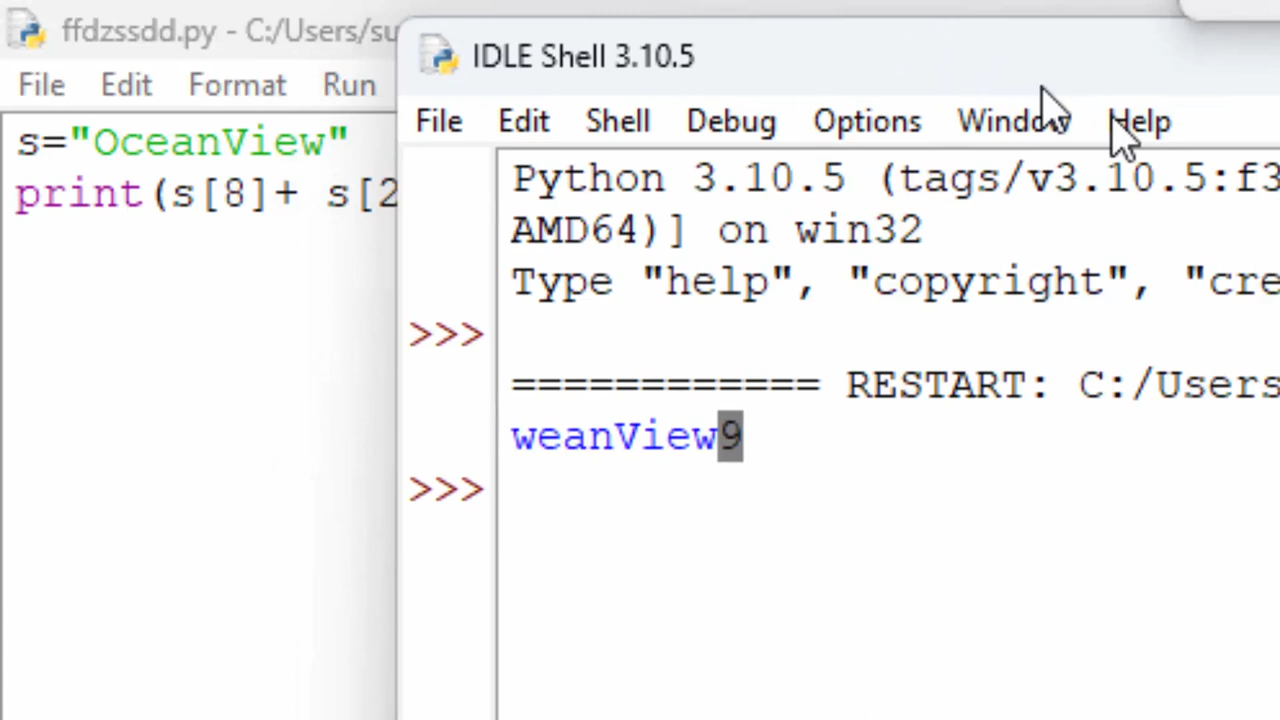 ffdzssdd.py - C:/Users/su
File Edit Format Run
s="OceanView"
print(s[8]+ s[2
IDLE Shell 3.10.5
File Edit Shell Debug Options Window Help
Python 3.10.5 (tags/v3.10.5:f3
AMD64)] on win32
Type "help", "copyright", "cre
>>>
============ RESTART: C:/Users
weanView9
>>>